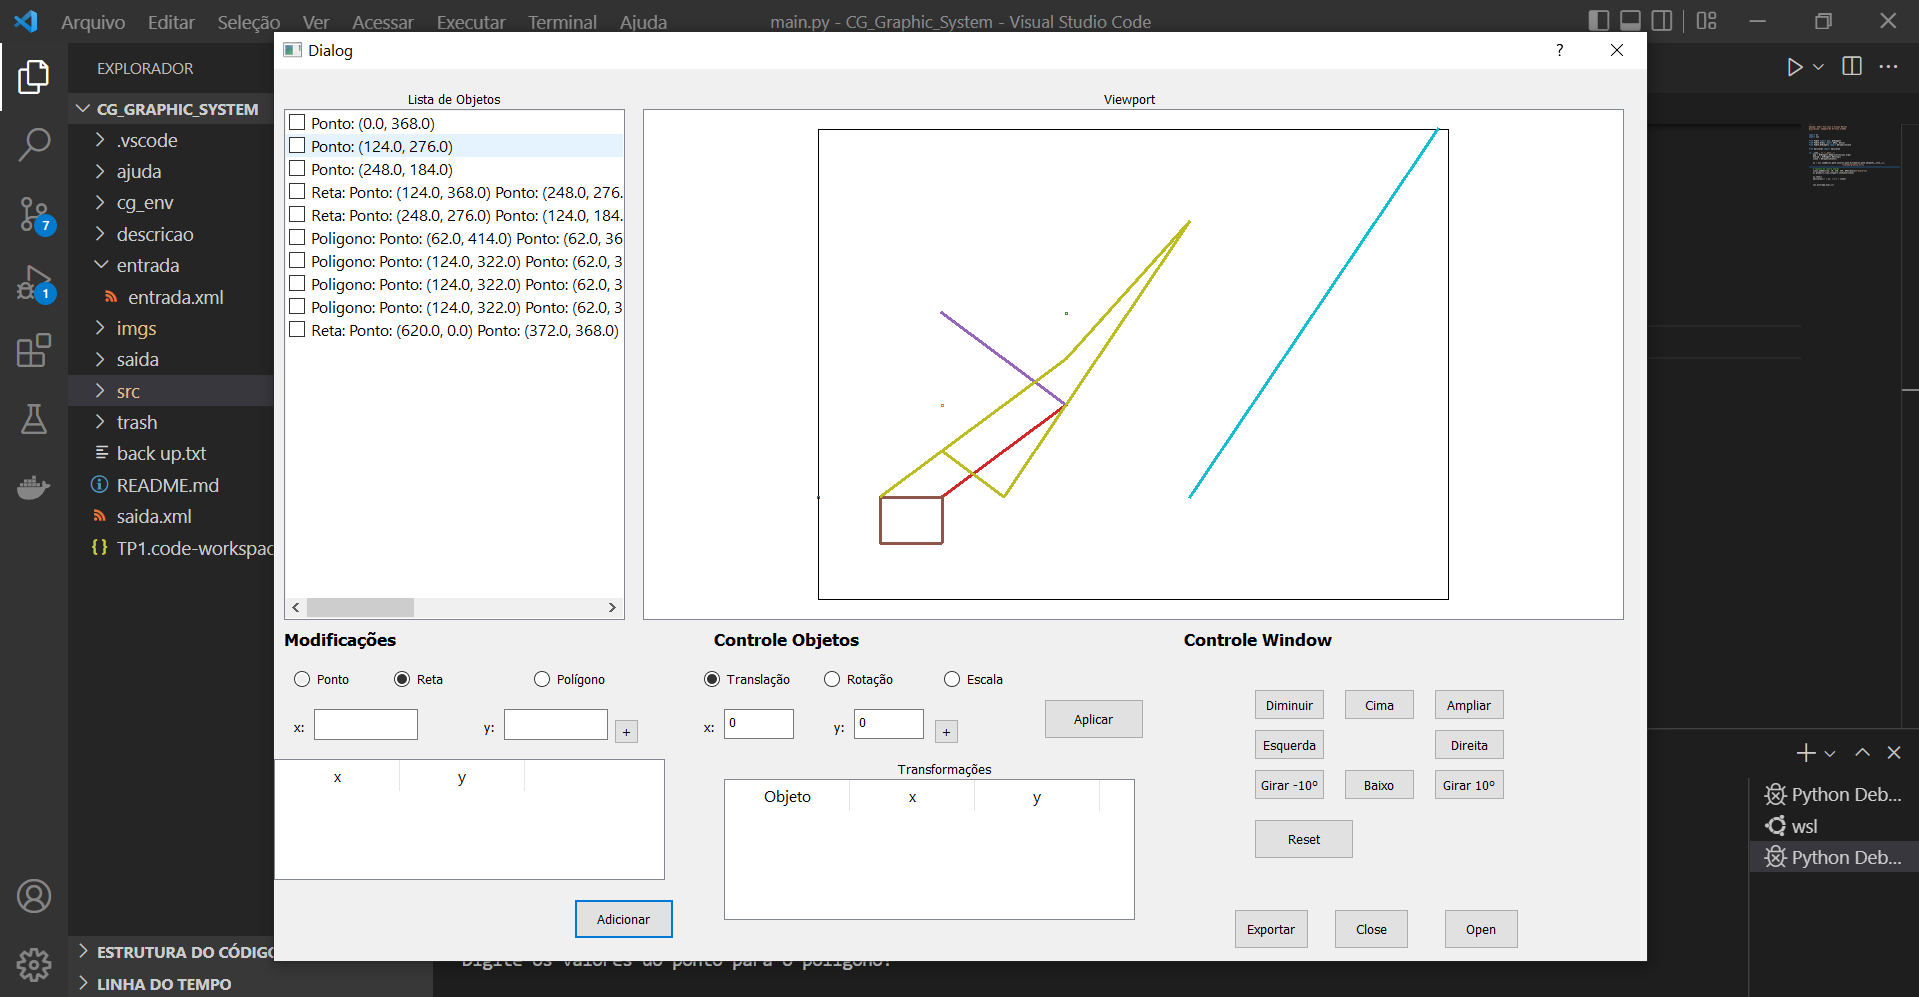 Arquivo Editar Seleção Ver Acessar Executar Terminal Ajuda main.py - CG_Graphic_System - Visual Studio Code
EXPLORADOR
CG_GRAPHIC_SYSTEM
.vscode
ajuda
cg_env
descricao
entrada
entrada.xml
imgs
saida
src
trash
back up.txt
README.md
saida.xml
{} TP1.code-workspac
ESTRUTURA DO CÓDIGO
LINHA DO TEMPO
7
1
Dialog ?
Lista de Objetos
Ponto: (0.0, 368.0)
Ponto: (124.0, 276.0)
Ponto: (248.0, 184.0)
Reta: Ponto: (124.0, 368.0) Ponto: (248.0, 276.
Reta: Ponto: (248.0, 276.0) Ponto: (124.0, 184.
Poligono: Ponto: (62.0, 414.0) Ponto: (62.0, 36
Poligono: Ponto: (124.0, 322.0) Ponto: (62.0, 3
Poligono: Ponto: (124.0, 322.0) Ponto: (62.0, 3
Poligono: Ponto: (124.0, 322.0) Ponto: (62.0, 3
Reta: Ponto: (620.0, 0.0) Ponto: (372.0, 368.0)
Viewport
Modificações
Ponto Reta Polígono
x: y: +
x y
Adicionar
Controle Objetos
Translação Rotação Escala
x: 0 y: 0 +
Aplicar
Transformações
Objeto x y
Controle Window
Diminuir Cima Ampliar
Esquerda Direita
Girar -10º Baixo Girar 10º
Reset
Exportar Close Open
Python Deb...
wsl
Python Deb...
Digite os valores do ponto para o poligono: